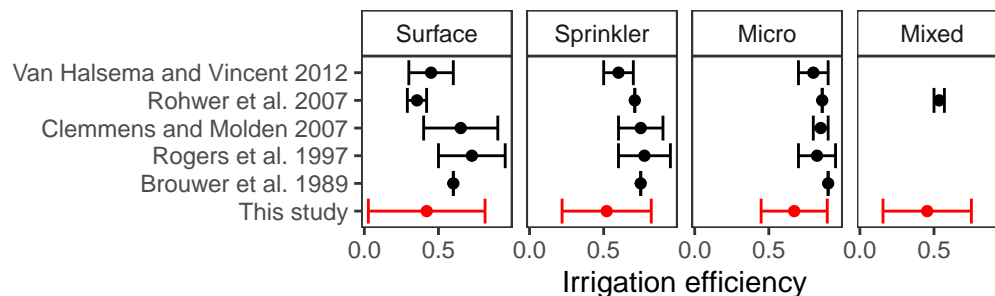 Surface Sprinkler Micro Mixed
Van Halsema and Vincent 2012
Rohwer et al. 2007
Clemmens and Molden 2007
Rogers et al. 1997
Brouwer et al. 1989
This study
0.0 0.5 0.0 0.5 0.0 0.5 0.0 0.5
Irrigation efficiency